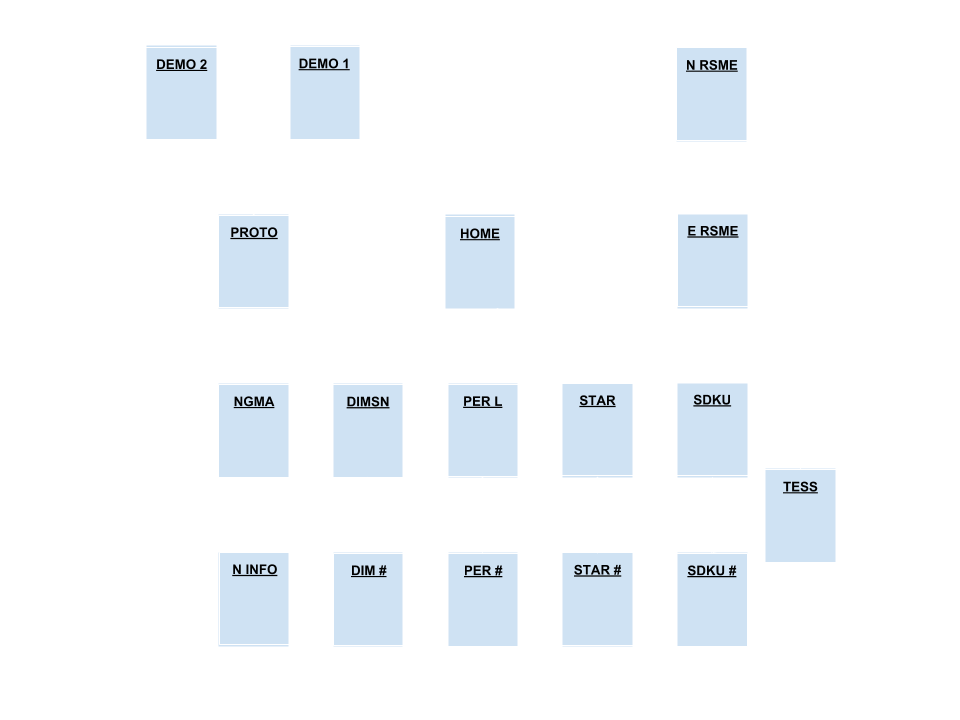 DEMO 2
DEMO 1
N RSME
PROTO
HOME
E RSME
NGMA
DIMSN
PER L
STAR
SDKU
TESS
N INFO
DIM #
PER #
STAR #
SDKU #